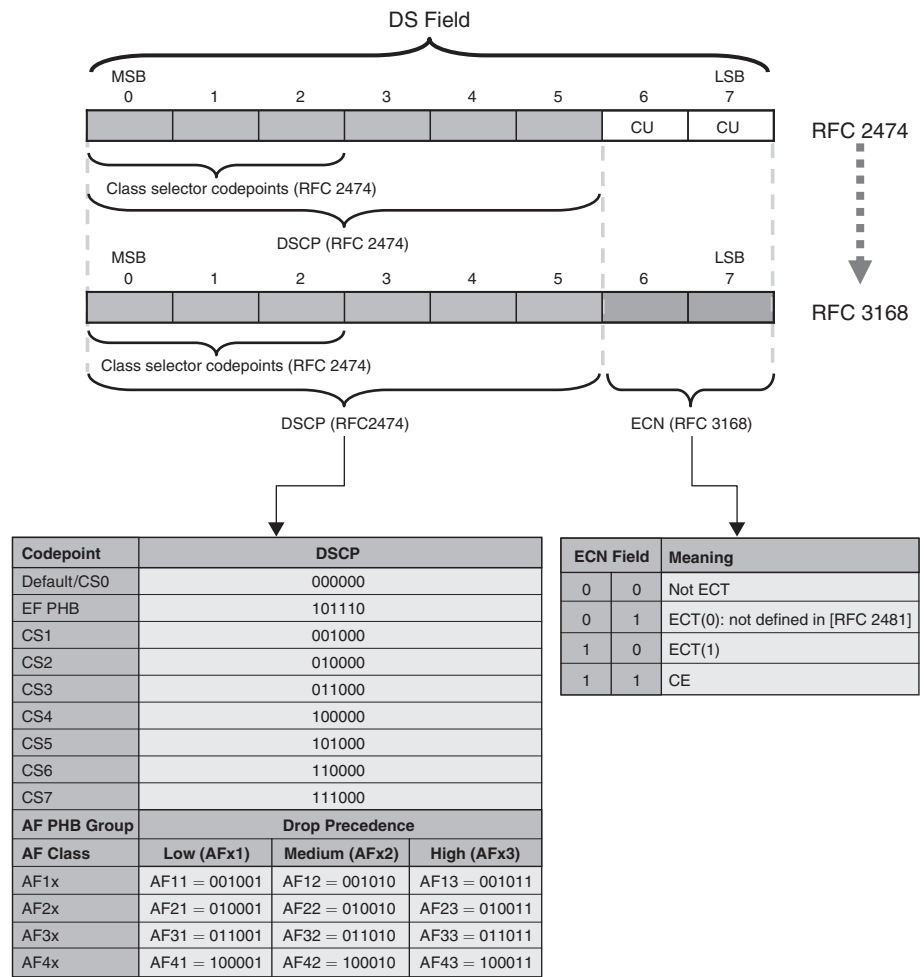 DS Field
MSB LSB
0 1 2 3 4 5 6 7
CU CU
RFC 2474
Class selector codepoints (RFC 2474)
DSCP (RFC 2474)
MSB LSB
0 1 2 3 4 5 6 7
RFC 3168
Class selector codepoints (RFC 2474)
DSCP (RFC2474)
ECN (RFC 3168)
Codepoint DSCP
Default/CS0 000000
EF PHB 101110
CS1 001000
CS2 010000
CS3 011000
CS4 100000
CS5 101000
CS6 110000
CS7 111000
AF PHB Group Drop Precedence
AF Class Low (AFx1) Medium (AFx2) High (AFx3)
AF1x AF11 = 001001 AF12 = 001010 AF13 = 001011
AF2x AF21 = 010001 AF22 = 010010 AF23 = 010011
AF3x AF31 = 011001 AF32 = 011010 AF33 = 011011
AF4x AF41 = 100001 AF42 = 100010 AF43 = 100011
ECN Field Meaning
0 0 Not ECT
0 1 ECT(0): not defined in [RFC 2481]
1 0 ECT(1)
1 1 CE